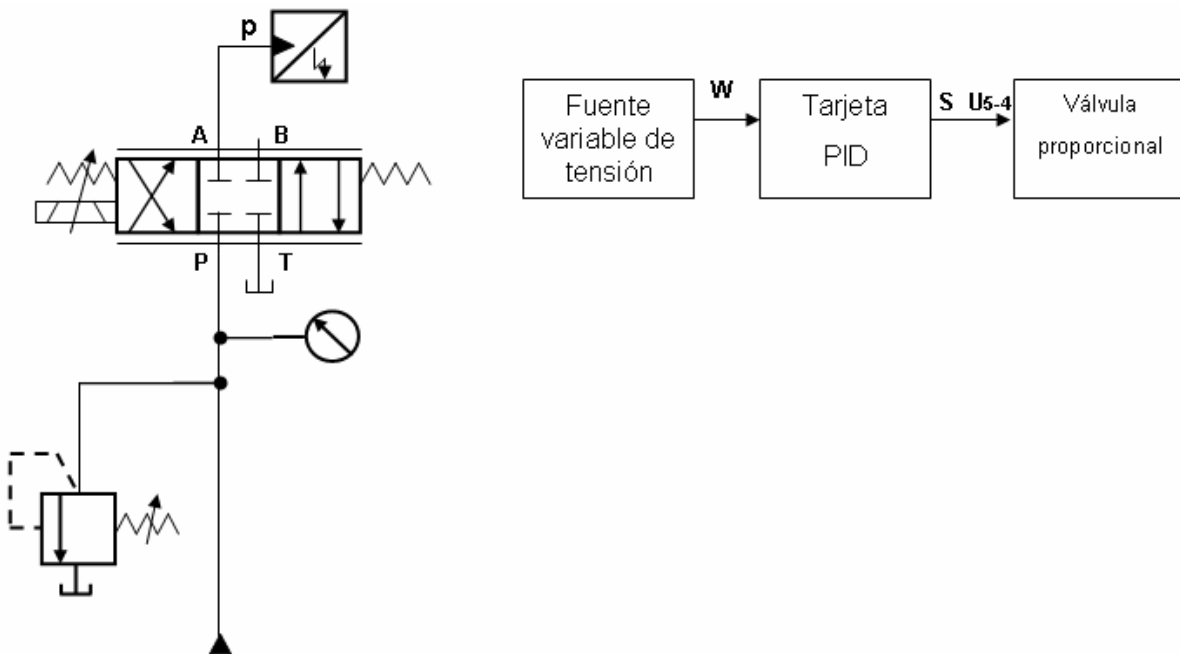 p
A
B
P
T
Fuente
variable de
tensión
W
Tarjeta
PID
S U5-4
Válvula
proporcional